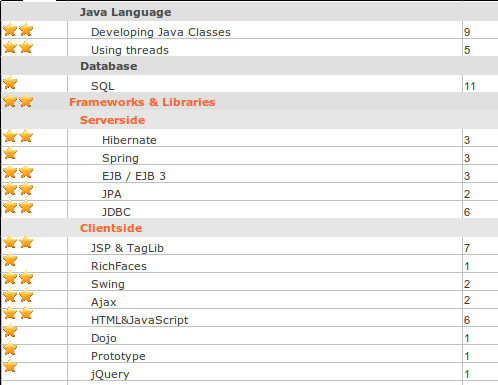 Java Language
Developing Java Classes 9
Using threads 5
Database
SQL 11
Frameworks & Libraries
Serverside
Hibernate 3
Spring 3
EJB / EJB 3 3
JPA 2
JDBC 6
Clientside
JSP & TagLib 7
RichFaces 1
Swing 2
Ajax 2
HTML&JavaScript 6
Dojo 1
Prototype 1
jQuery 1